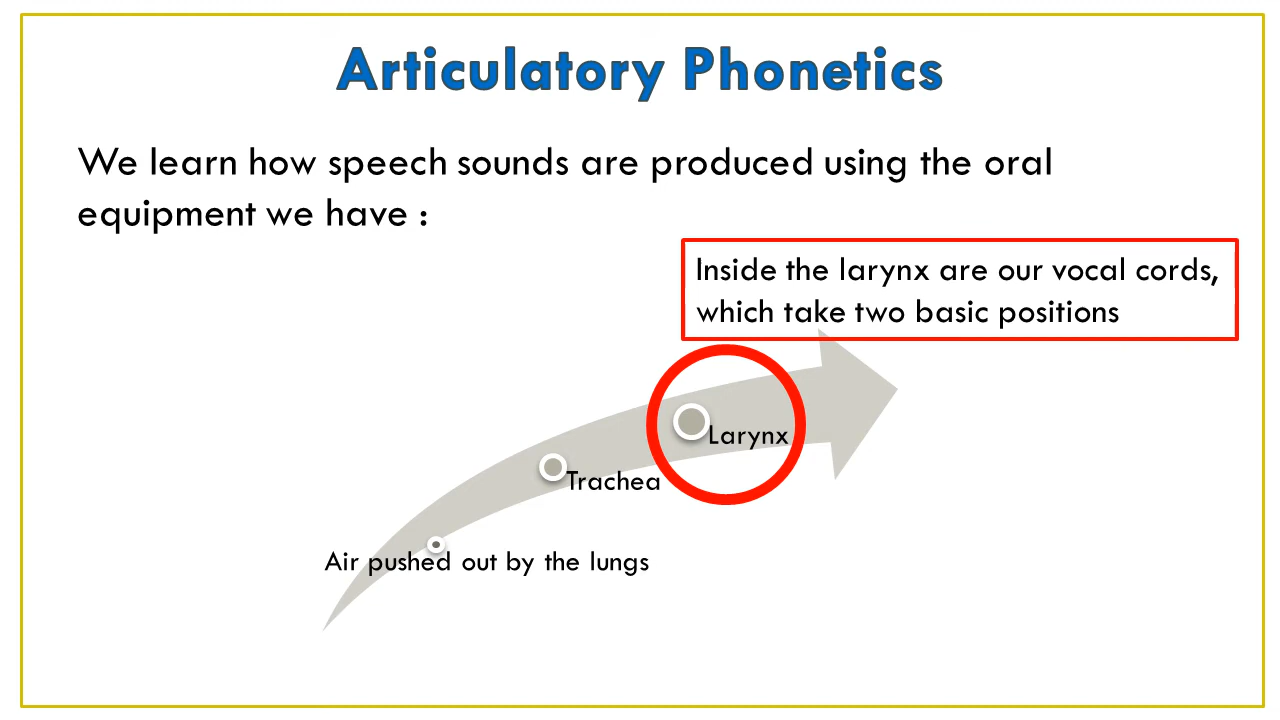 Articulatory Phonetics
We learn how speech sounds are produced using the oral
equipment we have :
Inside the larynx are our vocal cords,
which take two basic positions
Larynx
Trachea
Air pushed out by the lungs